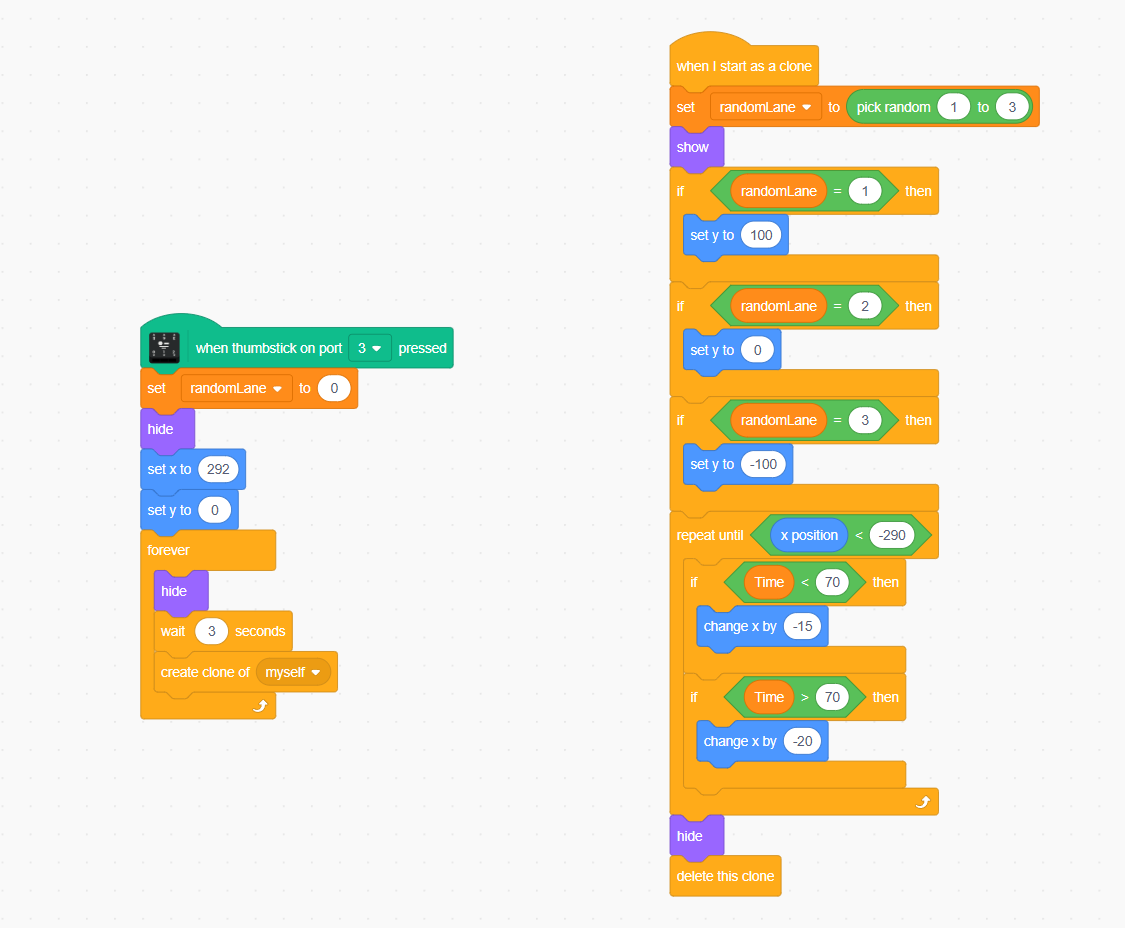 when thumbstick on port 3 pressed
set randomLane to 0
hide
set x to 292
set y to 0
forever
hide
wait 3 seconds
create clone of myself
when I start as a clone
set randomLane to pick random 1 to 3
show
if randomLane = 1 then
set y to 100
if randomLane = 2 then
set y to 0
if randomLane = 3 then
set y to -100
repeat until x position < -290
if Time < 70 then
change x by -15
if Time > 70 then
change x by -20
hide
delete this clone